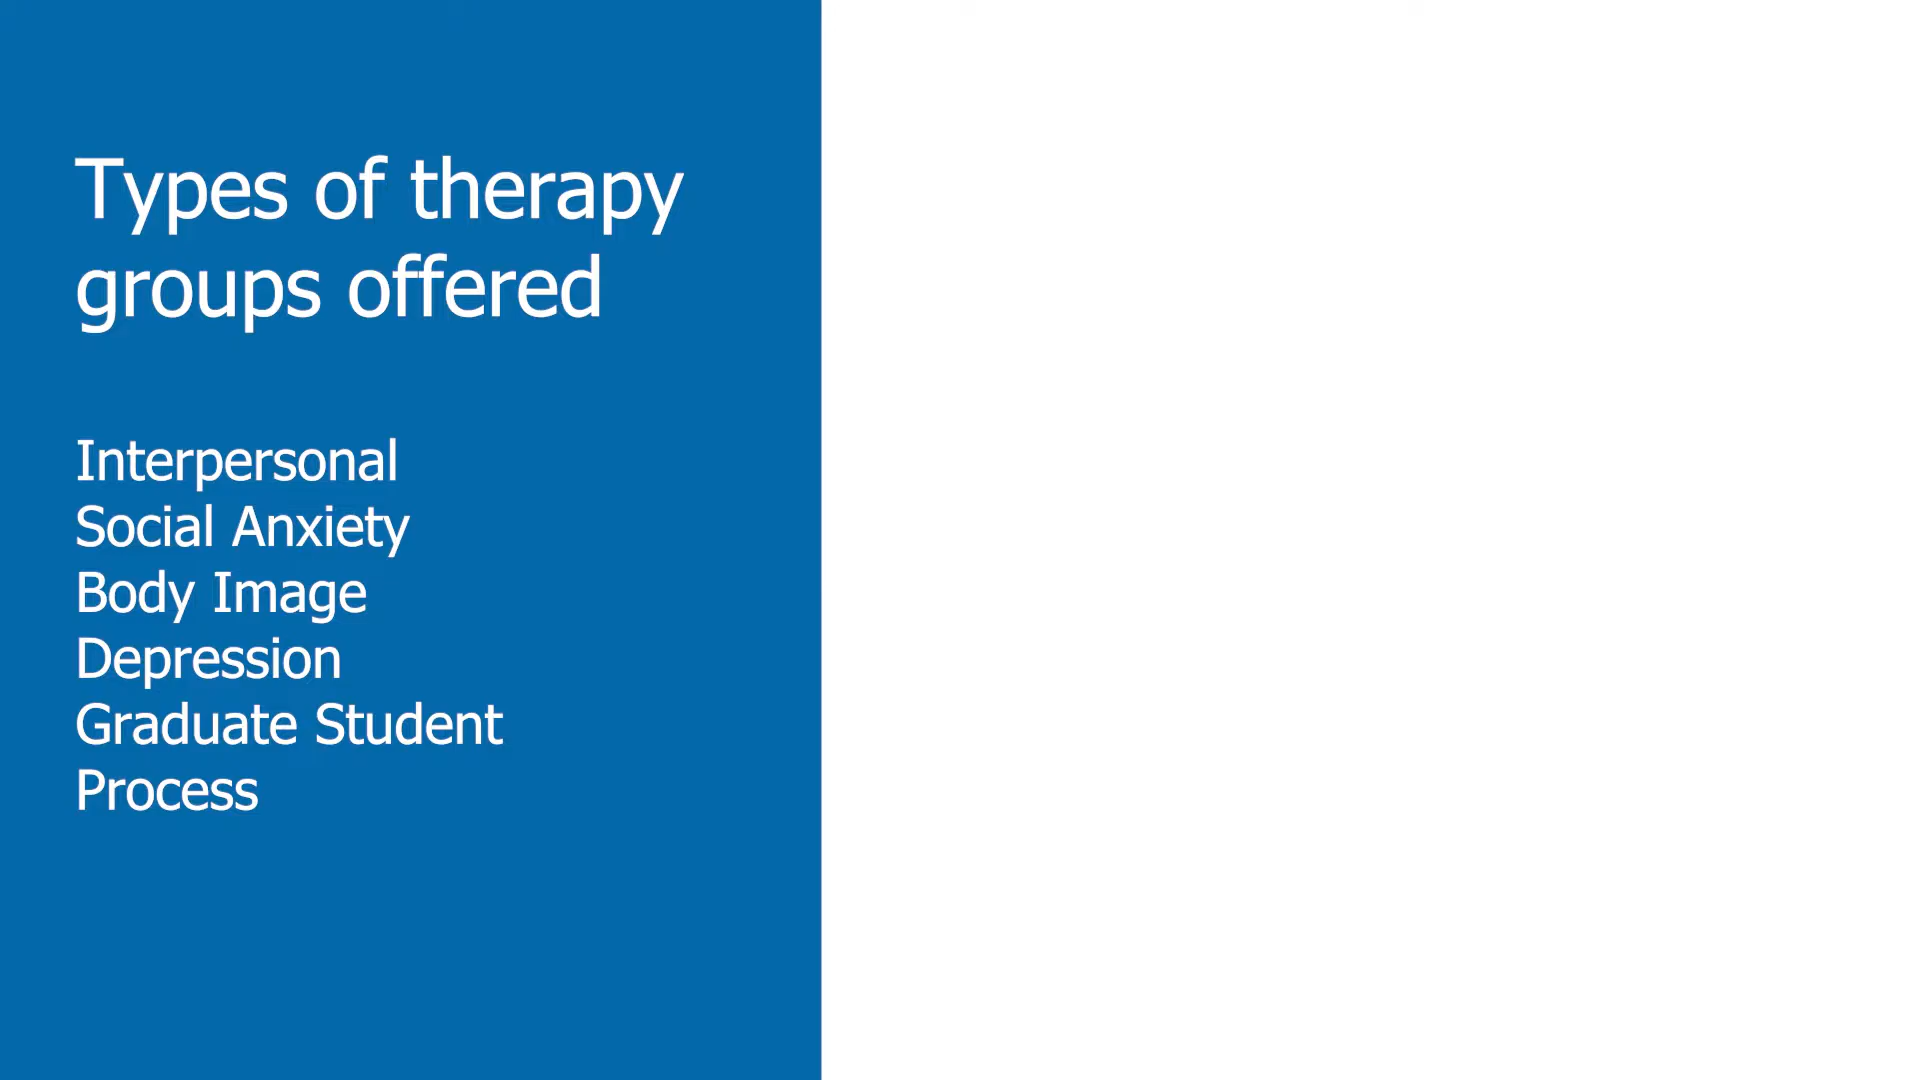 Types of therapy
groups offered
Interpersonal
Social Anxiety
Body Image
Depression
Graduate Student
Process